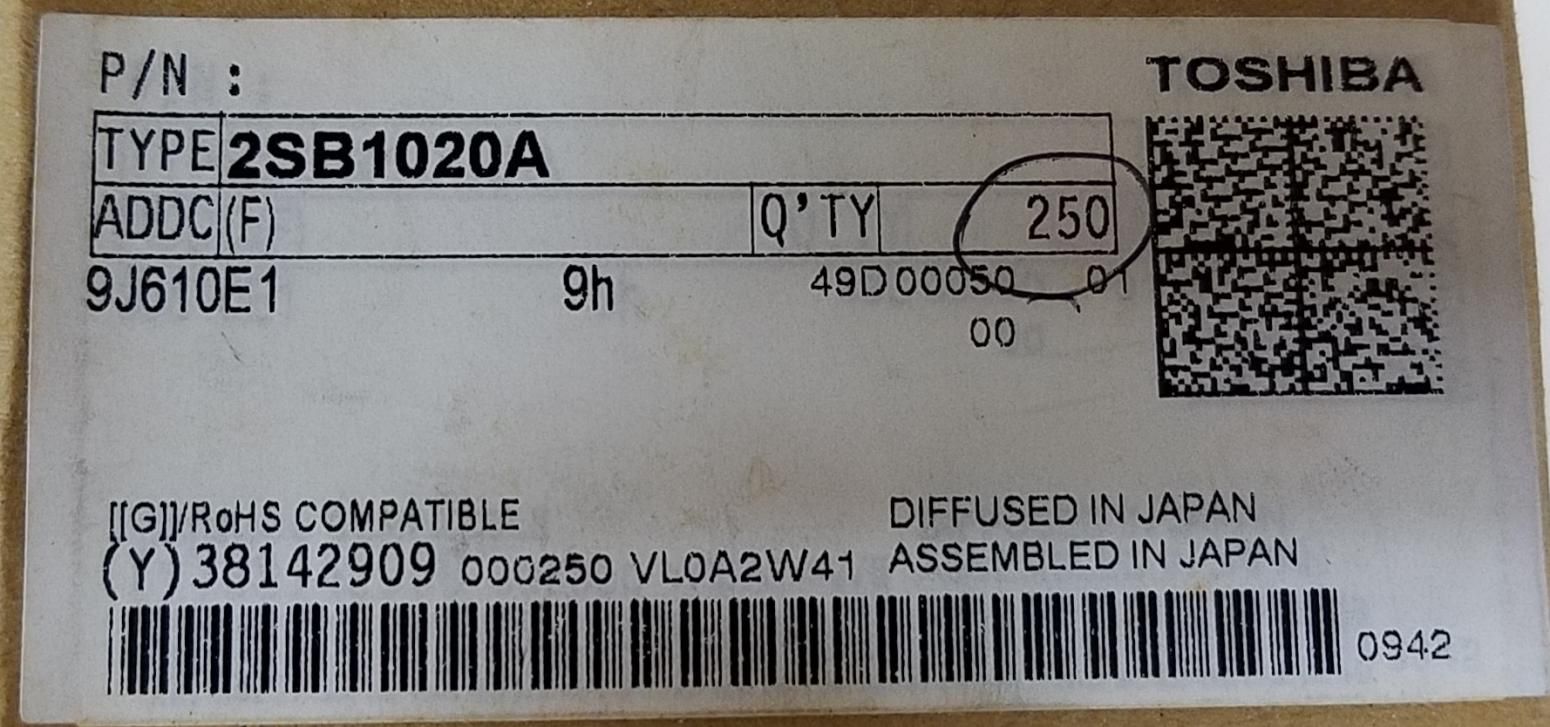 P/N :
TOSHIBA
TYPE 2SB1020A
ADDC (F) Q'TY 250
9J610E1 9h 49D00050 01
00
[[G]]/RoHS COMPATIBLE
DIFFUSED IN JAPAN
(Y)38142909 000250 VL0A2W41
ASSEMBLED IN JAPAN
0942